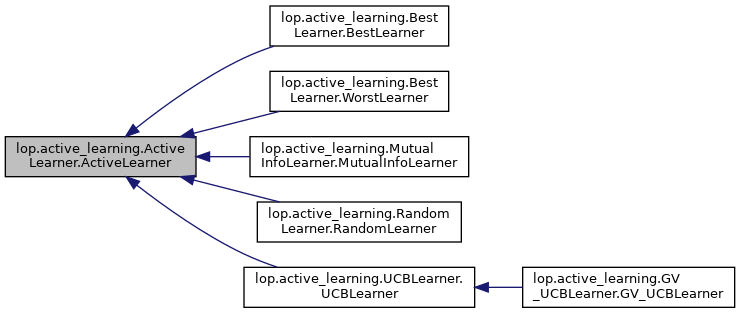 lop.active_learning.Best
Learner.BestLearner
lop.active_learning.Best
Learner.WorstLearner
lop.active_learning.Active
Learner.ActiveLearner
lop.active_learning.Mutual
InfoLearner.MutualInfoLearner
lop.active_learning.Random
Learner.RandomLearner
lop.active_learning.UCBLearner.
UCBLearner
lop.active_learning.GV
_UCBLearner.GV_UCBLearner